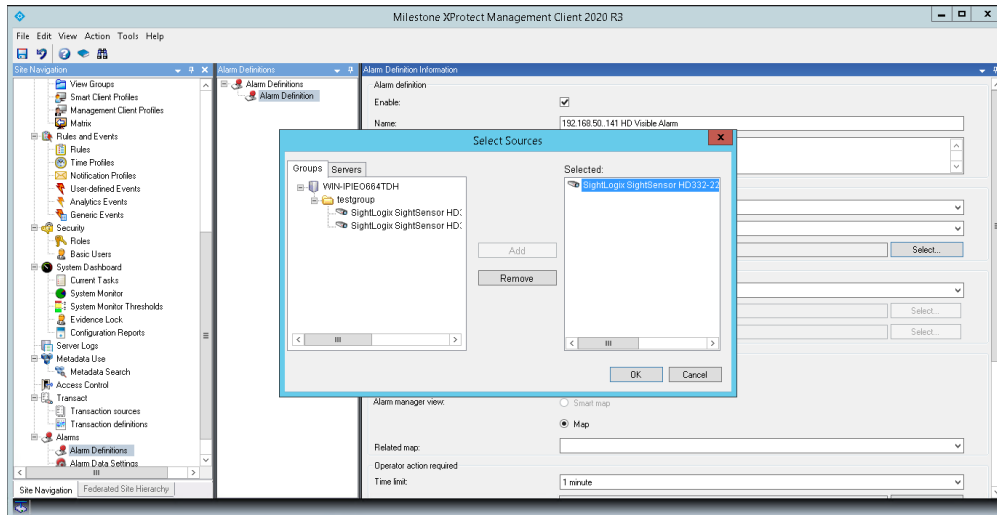 Milestone XProtect Management Client 2020 R3
File Edit View Action Tools Help
Site Navigation
View Groups
Smart Client Profiles
Management Client Profiles
Matrix
Rules and Events
Rules
Time Profiles
Notification Profiles
User-defined Events
Analytics Events
Generic Events
Security
Roles
Basic Users
System Dashboard
Current Tasks
System Monitor
System Monitor Thresholds
Evidence Lock
Configuration Reports
Server Logs
Metadata Use
Metadata Search
Access Control
Transact
Transaction sources
Transaction definitions
Alarms
Alarm Definitions
Alarm Data Settings
Site Navigation Federated Site Hierarchy
Alarm Definitions
Alarm Definitions
Alarm Definition
Alarm Definition Information
Alarm definition
Enable:
Name: 192.168.50..141 HD Visible Alarm
Select...
Select...
Select...
Select Sources
Groups Servers
WIN-IPIEO664TDH
testgroup
SightLogix SightSensor HD:
SightLogix SightSensor HD:
Add
Remove
Selected:
SightLogix SightSensor HD332-22
OK Cancel
Alarm manager view: Smart map
Map
Related map:
Operator action required
Time limit: 1 minute